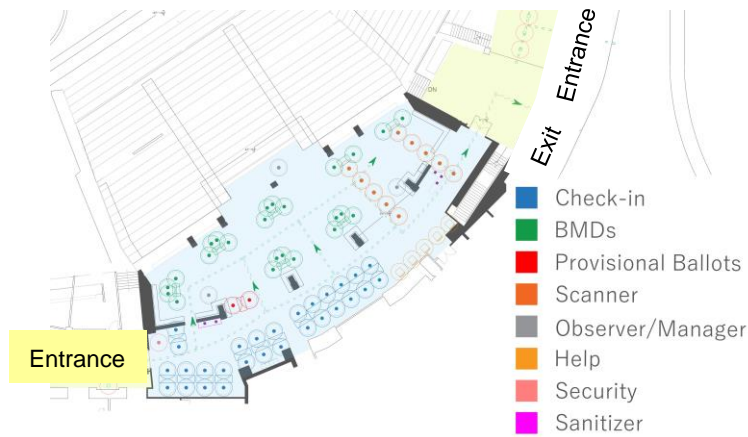 Entrance
Exit
Entrance
Check-in
BMDs
Provisional Ballots
Scanner
Observer/Manager
Help
Security
Sanitizer